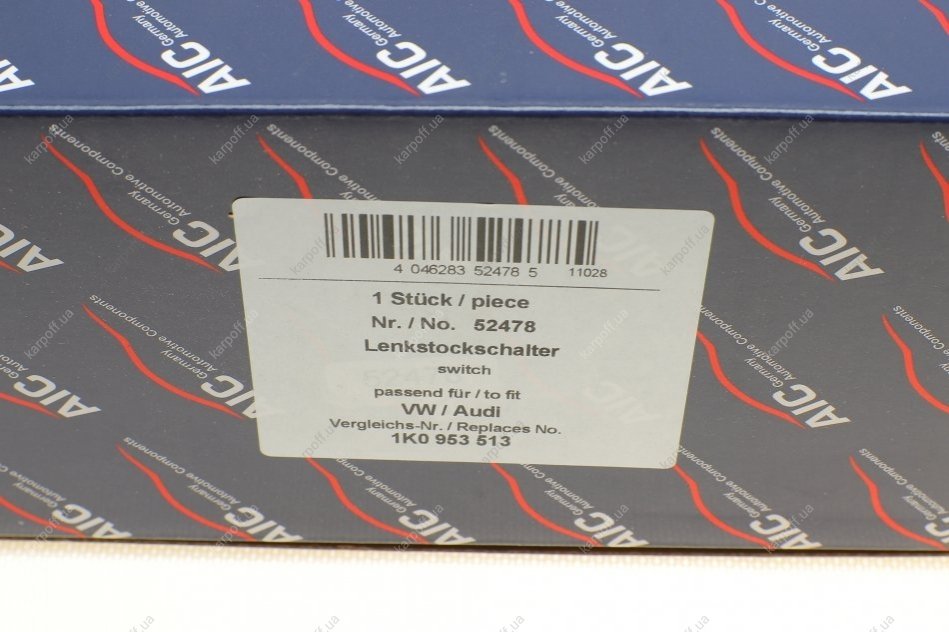 AIC Germany Automotive Components
4 046283 52478 5 11028
1 Stück / piece
Nr. / No. 52478
Lenkstockschalter
switch
passend für / to fit
VW / Audi
Vergleichs-Nr. / Replaces No.
1K0 953 513
karpoff.ua